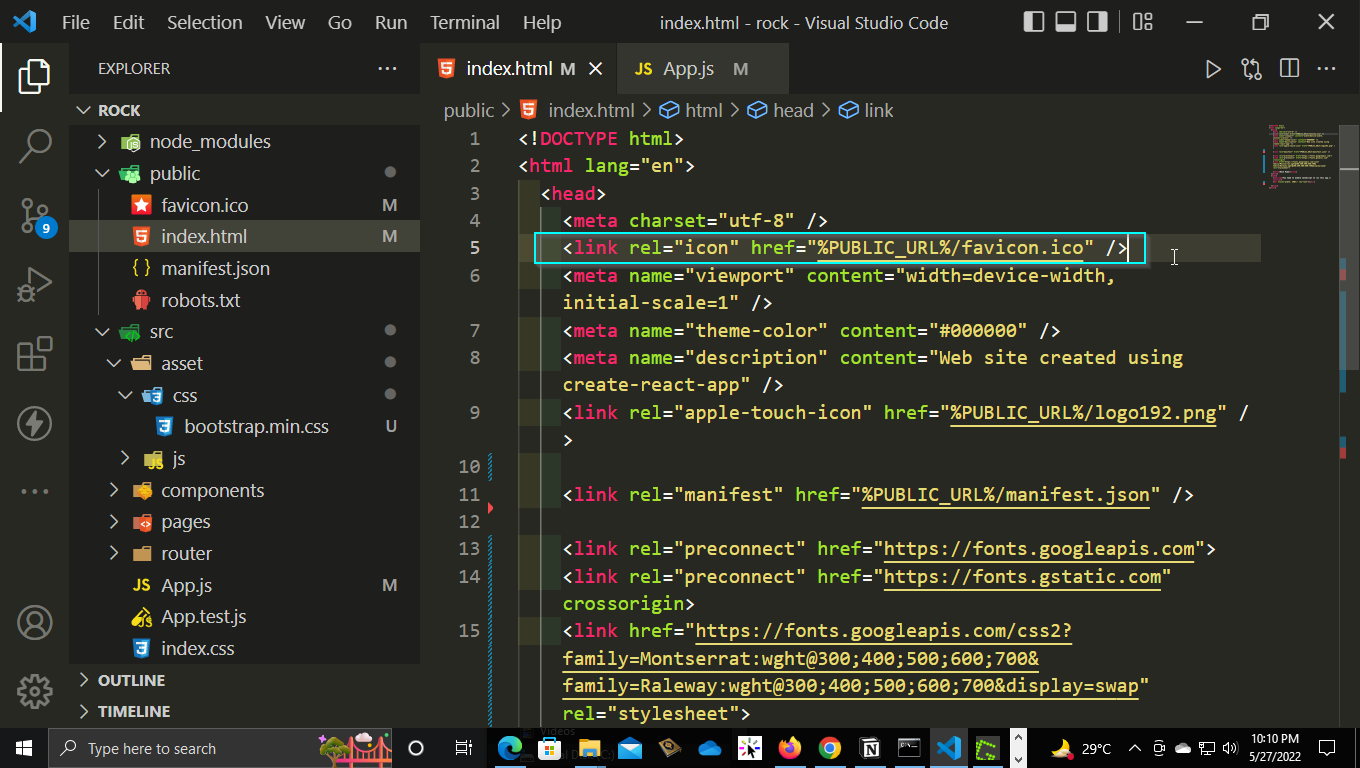 File Edit Selection View Go Run Terminal Help index.html - rock - Visual Studio Code
EXPLORER
index.html M
JS App.js M
ROCK
public > index.html > html > head > link
node_modules
public
favicon.ico M
index.html M
manifest.json
robots.txt
src
asset
css
bootstrap.min.css U
js
components
pages
router
JS App.js M
App.test.js
index.css
OUTLINE
TIMELINE
9
1 <!DOCTYPE html>
2 <html lang="en">
3 <head>
4 <meta charset="utf-8" />
5 <link rel="icon" href="%PUBLIC_URL%/favicon.ico" />
6 <meta name="viewport" content="width=device-width,
initial-scale=1" />
7 <meta name="theme-color" content="#000000" />
8 <meta name="description" content="Web site created using
create-react-app" />
9 <link rel="apple-touch-icon" href="%PUBLIC_URL%/logo192.png" /
>
10
11 <link rel="manifest" href="%PUBLIC_URL%/manifest.json" />
12
13 <link rel="preconnect" href="https://fonts.googleapis.com">
14 <link rel="preconnect" href="https://fonts.gstatic.com"
crossorigin>
15 <link href="https://fonts.googleapis.com/css2?
family=Montserrat:wght@300;400;500;600;700&
family=Raleway:wght@300;400;500;600;700&display=swap"
rel="stylesheet">
Type here to search
Videos
29°C
10:10 PM
5/27/2022